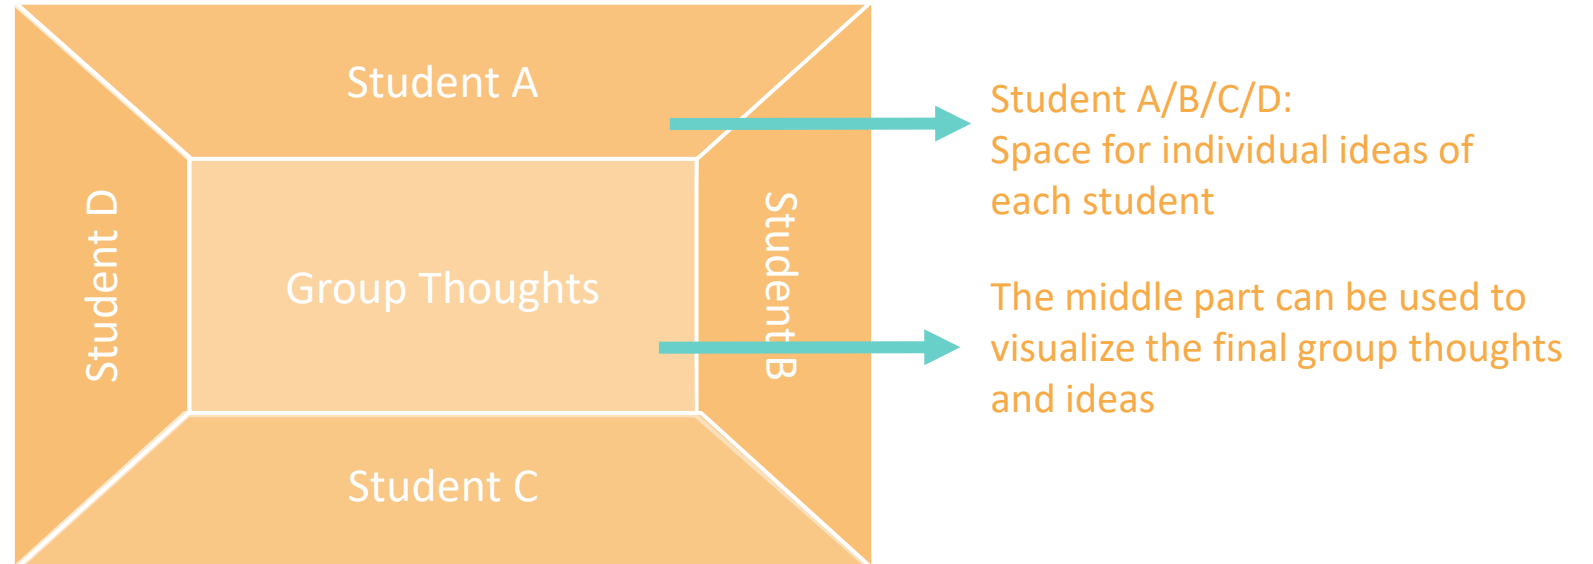 Student A
Student D
Group Thoughts
Student B
Student C
Student A/B/C/D:
Space for individual ideas of
each student
The middle part can be used to
visualize the final group thoughts
and ideas